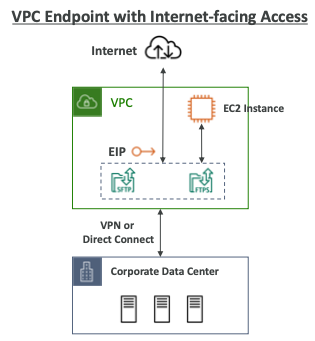 VPC Endpoint with Internet-facing Access
Internet
VPC
EC2 Instance
EIP
SFTP
FTPS
VPN or
Direct Connect
Corporate Data Center